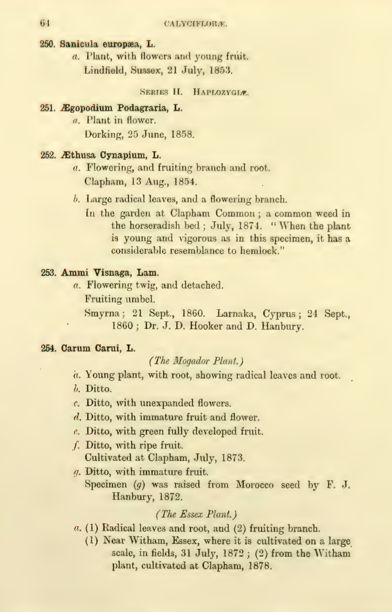 64 CALYCIFLORÆ.
250. Sanicula europæa, L.
a. Plant, with flowers and young fruit.
Lindfield, Sussex, 21 July, 1853.
SERIES II. HAPLOZYGIÆ.
251. Ægopodium Podagraria, L.
a. Plant in flower.
Dorking, 25 June, 1858.
252. Æthusa Cynapium, L.
a. Flowering, and fruiting branch and root.
Clapham, 13 Aug., 1854.
b. Large radical leaves, and a flowering branch.
In the garden at Clapham Common ; a common weed in
the horseradish bed ; July, 1874. “ When the plant
is young and vigorous as in this specimen, it has a
considerable resemblance to hemlock.”
253. Ammi Visnaga, Lam.
a. Flowering twig, and detached.
Fruiting umbel.
Smyrna ; 21 Sept., 1860. Larnaka, Cyprus ; 24 Sept.,
1860 ; Dr. J. D. Hooker and D. Hanbury.
254. Carum Carui, L.
(The Mogador Plant.)
a. Young plant, with root, showing radical leaves and root.
b. Ditto.
c. Ditto, with unexpanded flowers.
d. Ditto, with immature fruit and flower.
e. Ditto, with green fully developed fruit.
f. Ditto, with ripe fruit.
Cultivated at Clapham, July, 1873.
g. Ditto, with immature fruit.
Specimen (g) was raised from Morocco seed by F. J.
Hanbury, 1872.
(The Essex Plant.)
a. (1) Radical leaves and root, and (2) fruiting branch.
(1) Near Witham, Essex, where it is cultivated on a large
scale, in fields, 31 July, 1872 ; (2) from the Witham
plant, cultivated at Clapham, 1878.